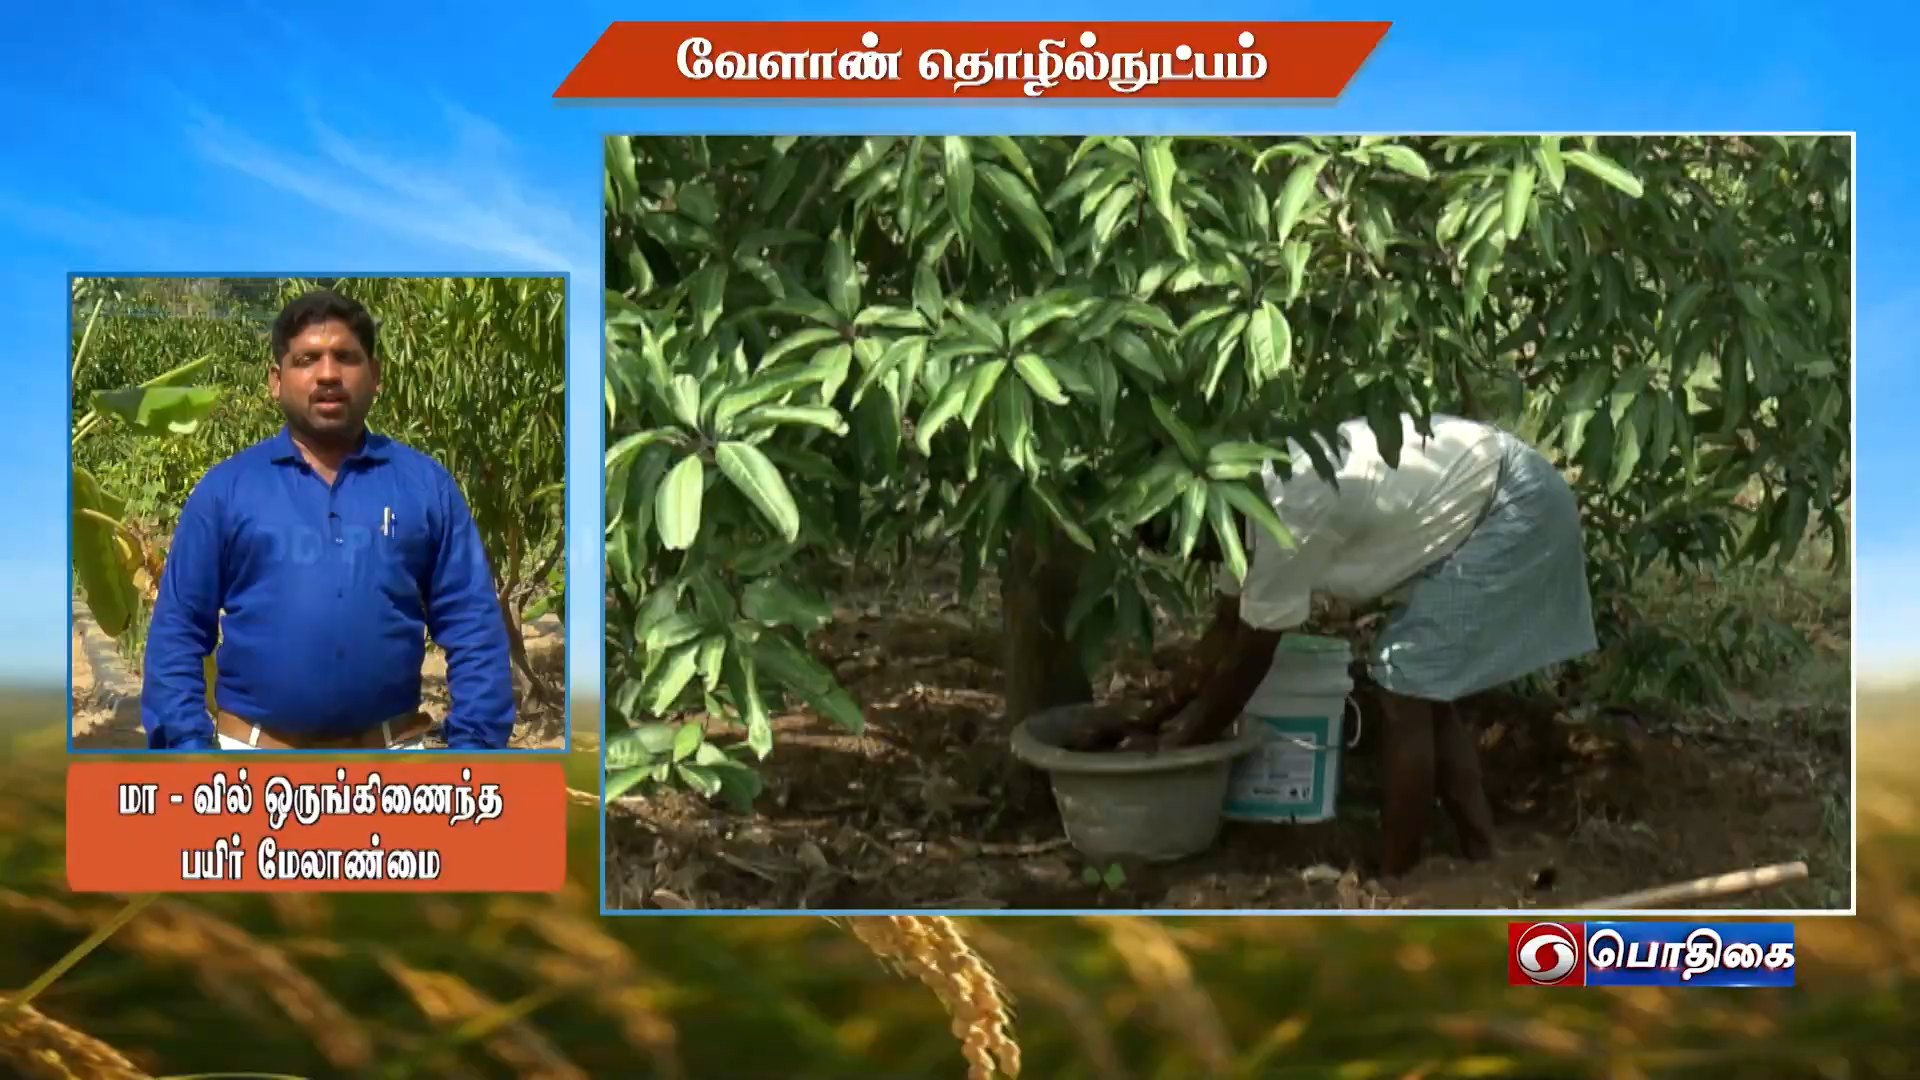 வேளாண் தொழில்நுட்பம்
மா - வில் ஒருங்கிணைந்த
பயிர் மேலாண்மை
பொதிகை